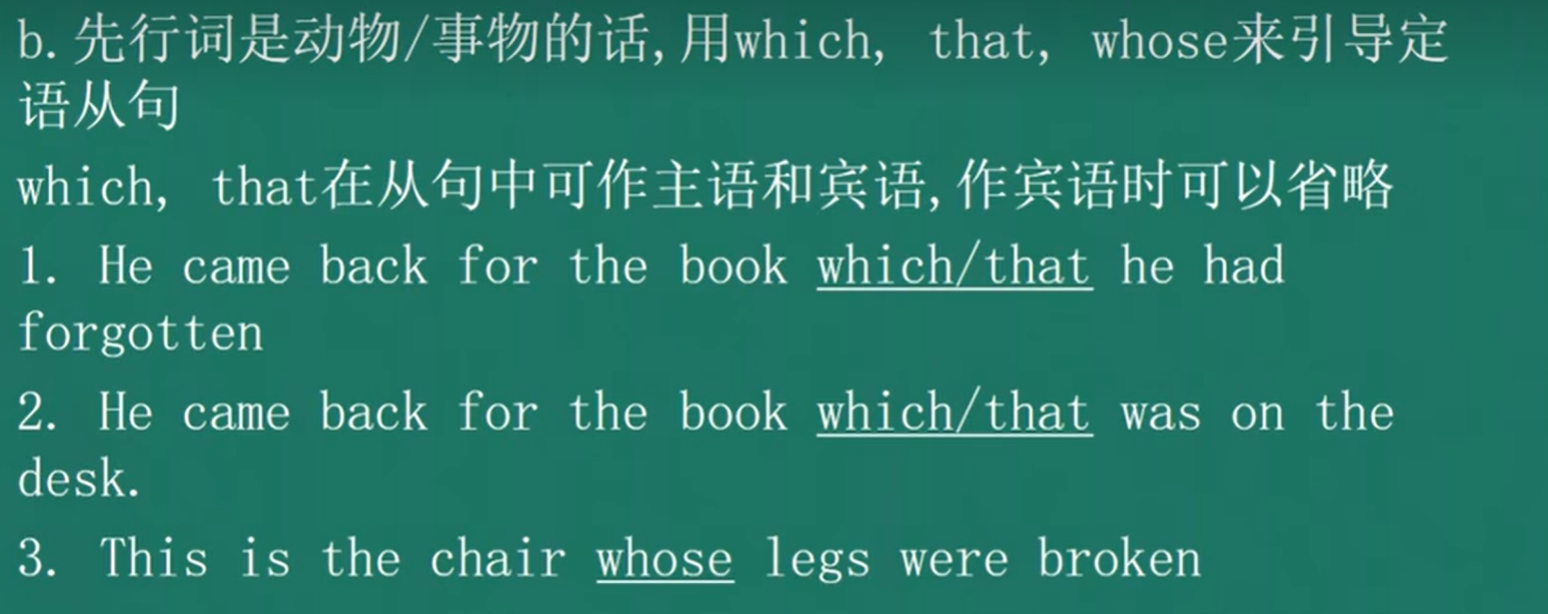 b.先行词是动物/事物的话,用which, that, whose来引导定
语从句
which, that在从句中可作主语和宾语,作宾语时可以省略
1. He came back for the book which/that he had
forgotten
2. He came back for the book which/that was on the
desk.
3. This is the chair whose legs were broken